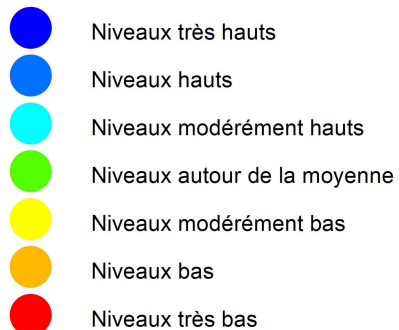 Niveaux très hauts
Niveaux hauts
Niveaux modérément hauts
Niveaux autour de la moyenne
Niveaux modérément bas
Niveaux bas
Niveaux très bas